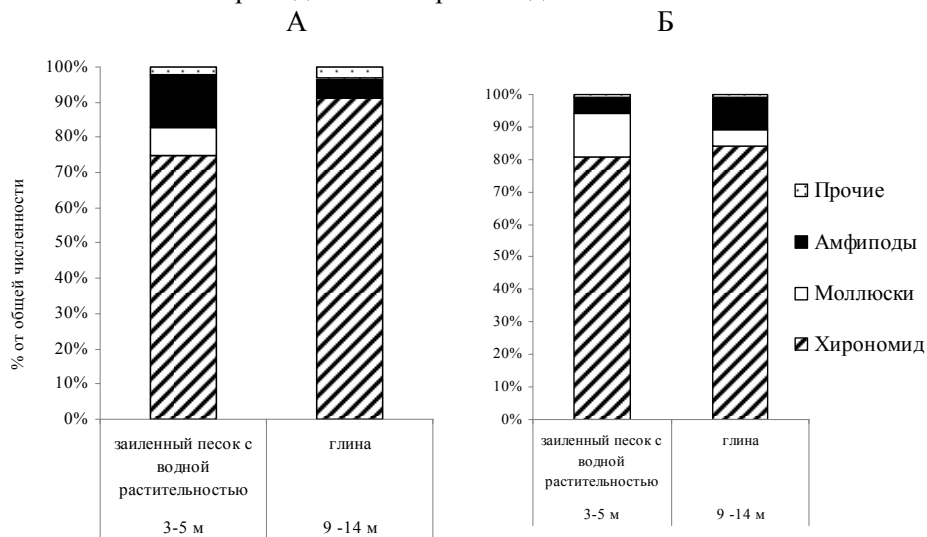 А
Б
% от общей численности
100%
90%
80%
70%
60%
50%
40%
30%
20%
10%
0%
заиленный песок с
водной
растительностью
глина
3-5 м
9 -14 м
100%
90%
80%
70%
60%
50%
40%
30%
20%
10%
0%
заиленный песок с
водной
растительностью
глина
3-5 м
9 -14 м
Прочие
Амфиподы
Моллюски
Хирономид